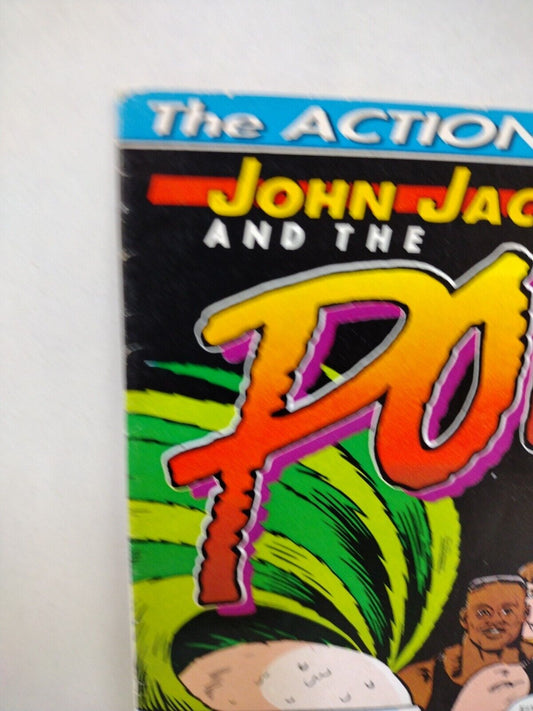 The ACTION
JOHN JAC
AND THE
PO